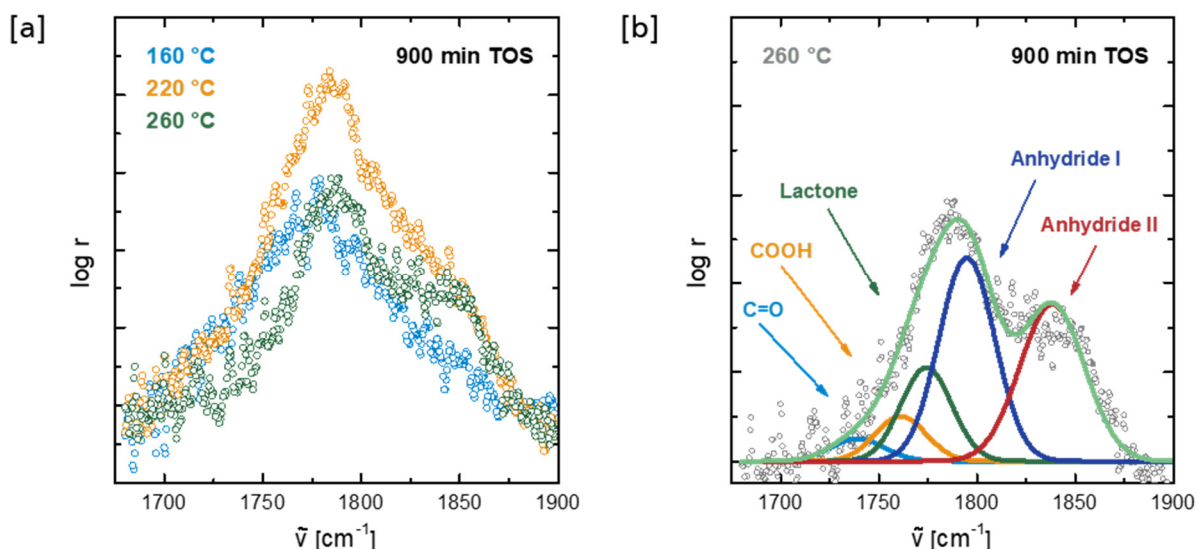 [a]
160 °C
220 °C
260 °C
900 min TOS
log r
1700 1750 1800 1850 1900
ṽ [cm⁻¹]
[b]
260 °C
900 min TOS
Anhydride I
Lactone
Anhydride II
COOH
C=O
log r
1700 1750 1800 1850 1900
ṽ [cm⁻¹]